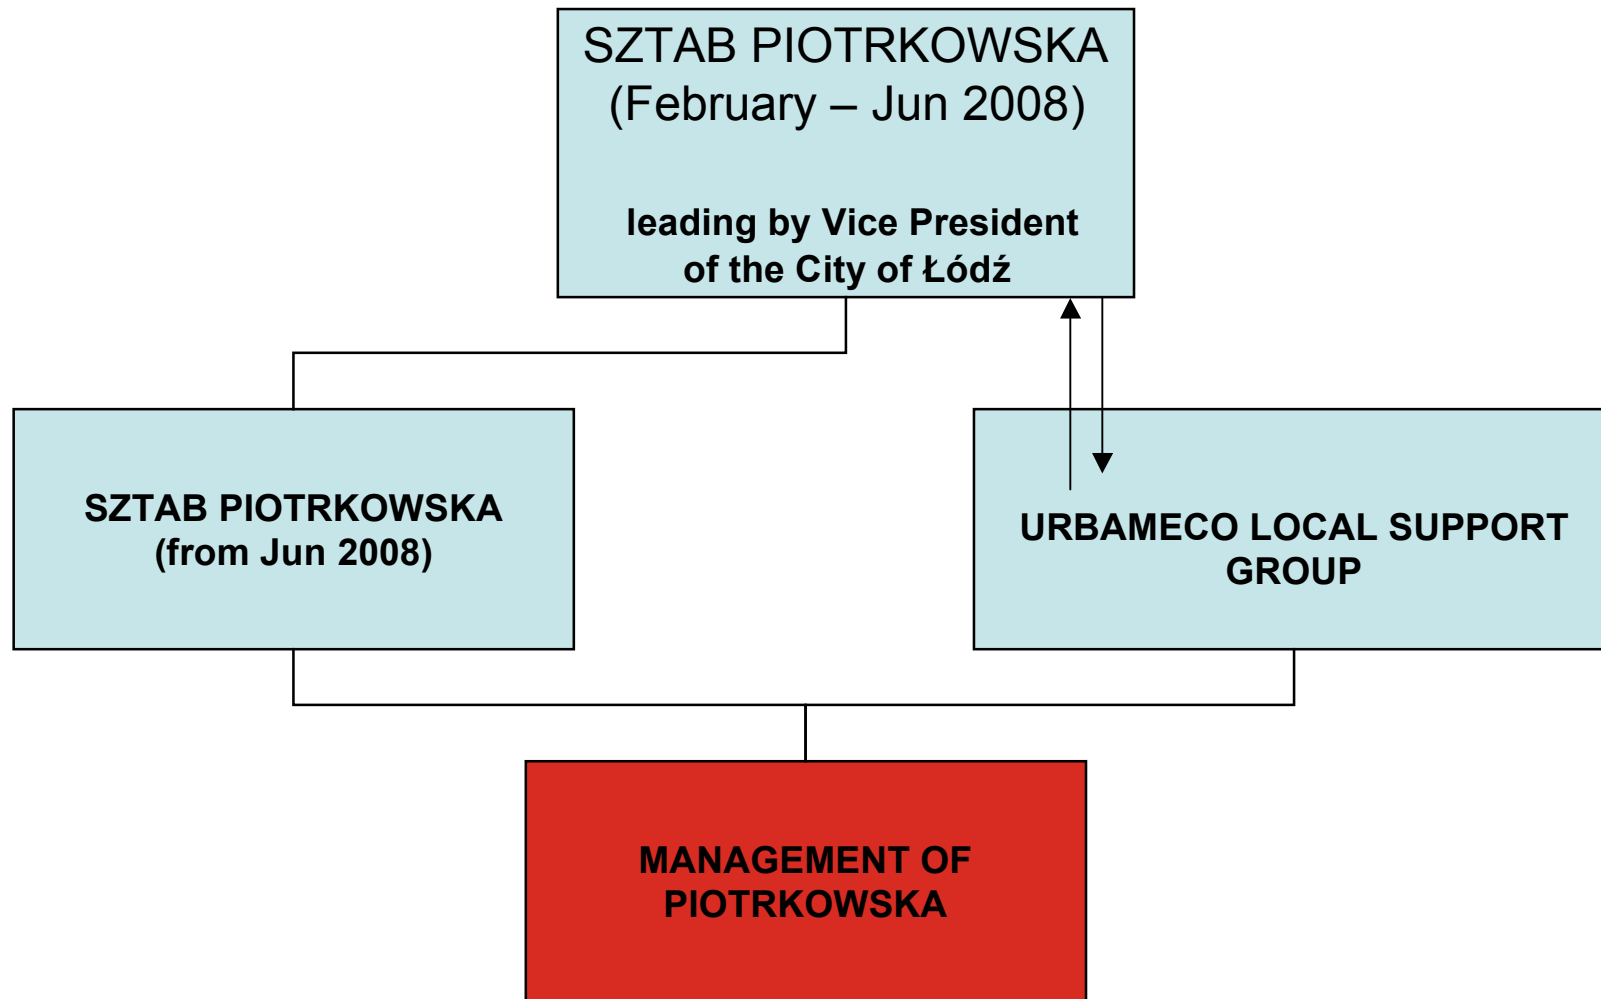 SZTAB PIOTRKOWSKA
(February – Jun 2008)
leading by Vice President
of the City of Łódź
SZTAB PIOTRKOWSKA
(from Jun 2008)
URBAMECO LOCAL SUPPORT
GROUP
MANAGEMENT OF
PIOTRKOWSKA